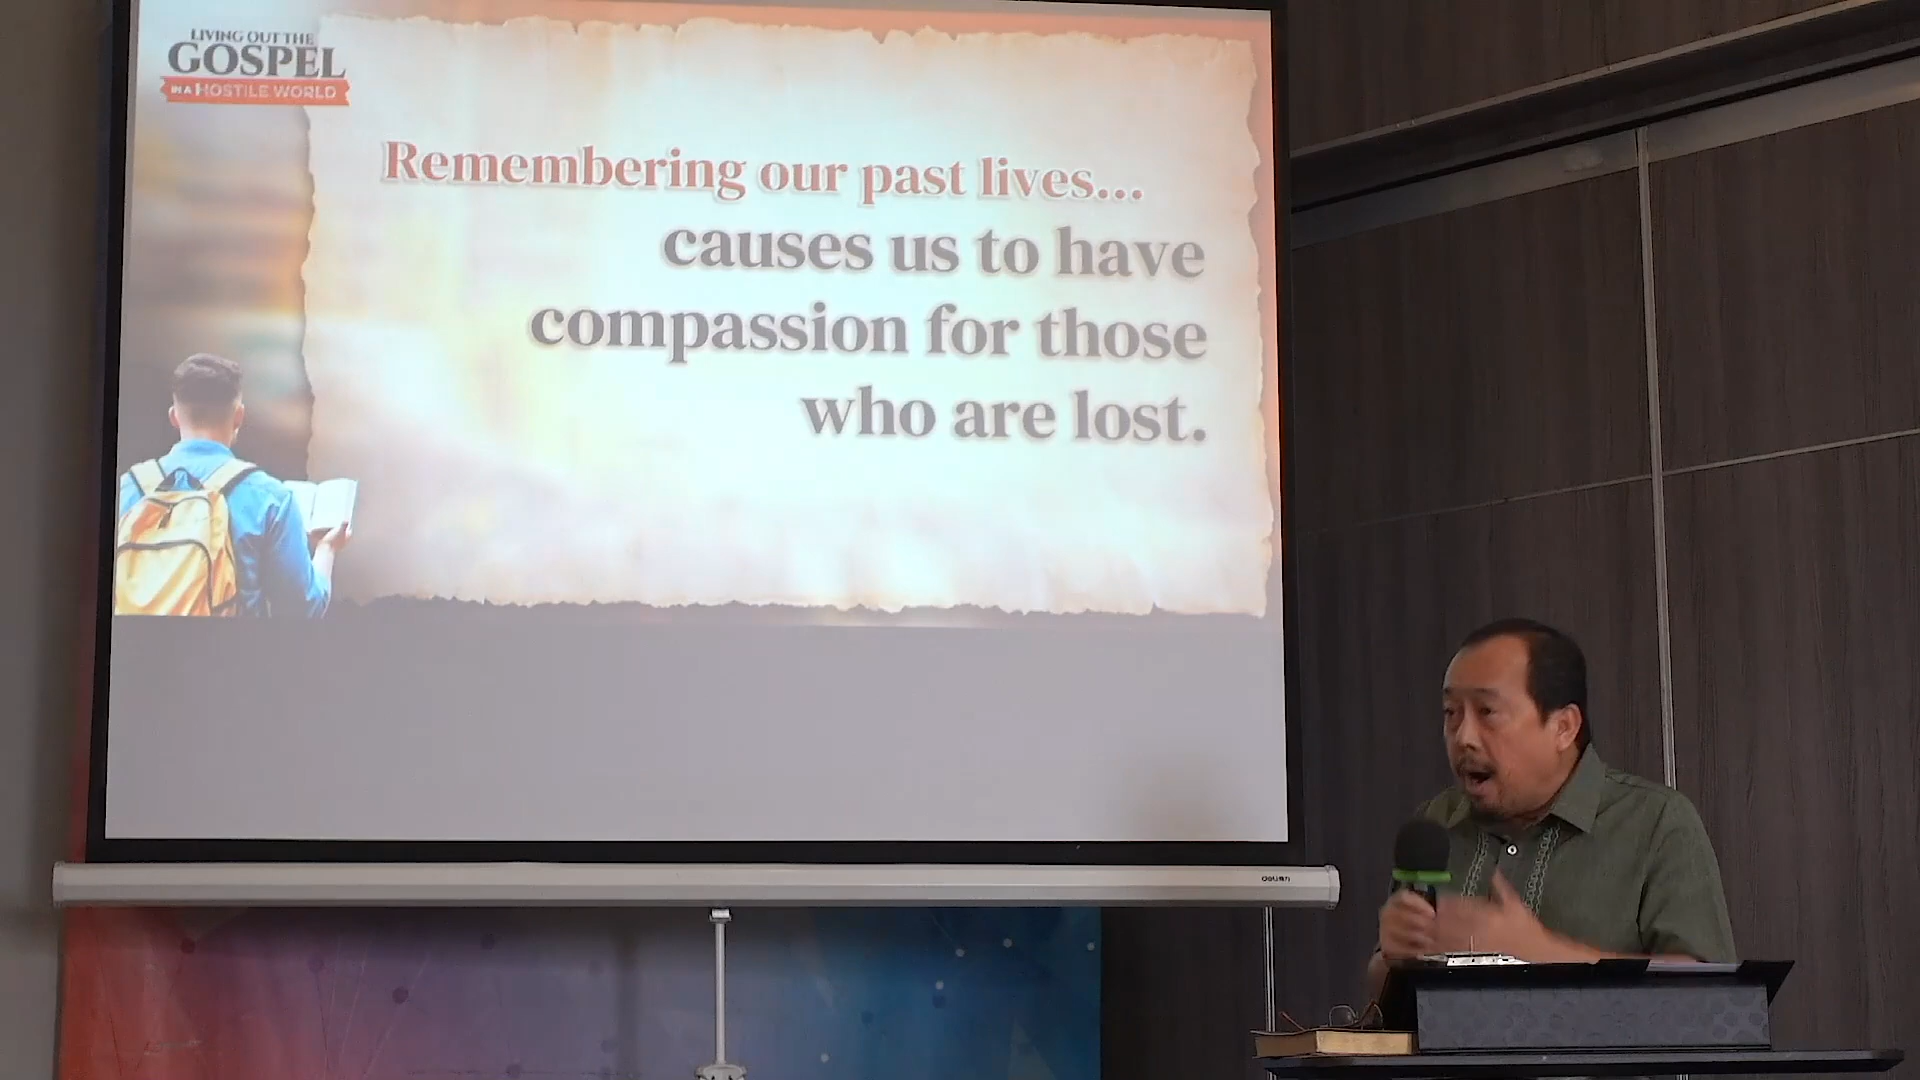 LIVING OUT THE
GOSPEL
IN A HOSTILE WORLD
Remembering our past lives...
causes us to have
compassion for those
who are lost.